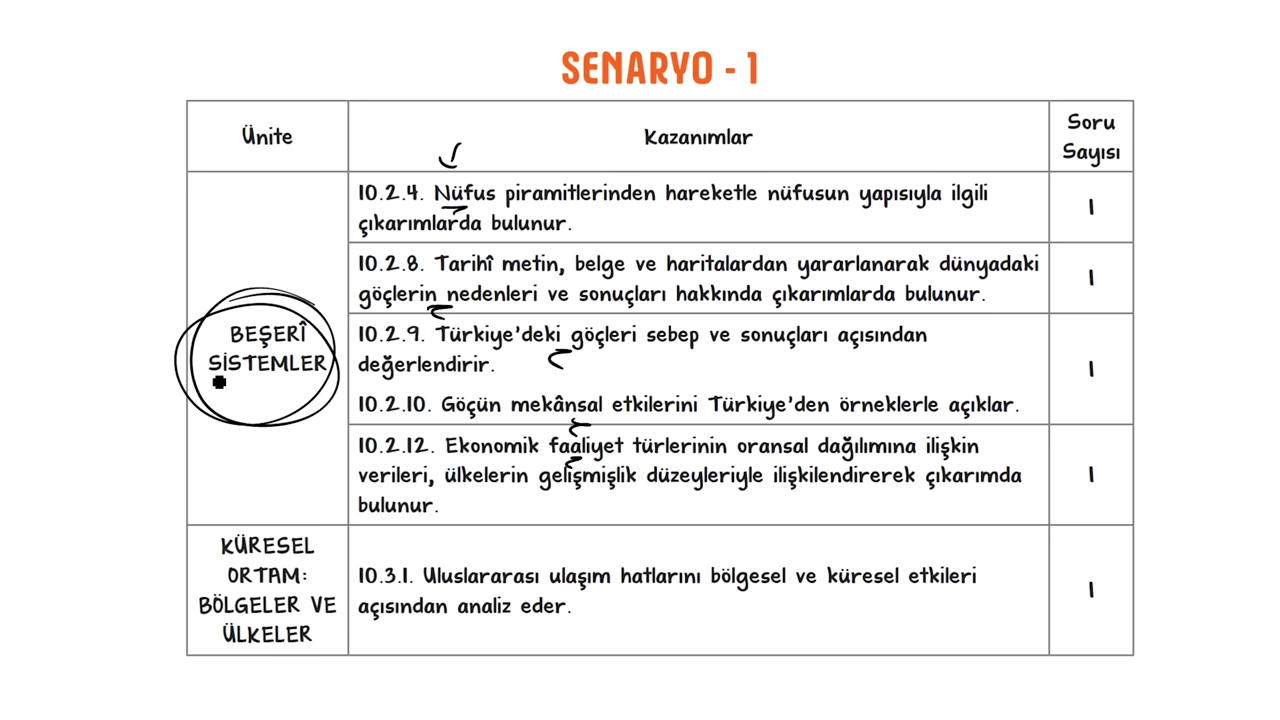 SENARYO - 1
Ünite
Kazanımlar
Soru
Sayısı
BEŞERÎ
SİSTEMLER
10.2.4. Nüfus piramitlerinden hareketle nüfusun yapısıyla ilgili
çıkarımlarda bulunur.
1
10.2.8. Tarihî metin, belge ve haritalardan yararlanarak dünyadaki
göçlerin nedenleri ve sonuçları hakkında çıkarımlarda bulunur.
1
10.2.9. Türkiye'deki göçleri sebep ve sonuçları açısından
değerlendirir.
10.2.10. Göçün mekânsal etkilerini Türkiye'den örneklerle açıklar.
1
10.2.12. Ekonomik faaliyet türlerinin oransal dağılımına ilişkin
verileri, ülkelerin gelişmişlik düzeyleriyle ilişkilendirerek çıkarımda
bulunur.
1
KÜRESEL
ORTAM:
BÖLGELER VE
ÜLKELER
10.3.1. Uluslararası ulaşım hatlarını bölgesel ve küresel etkileri
açısından analiz eder.
1